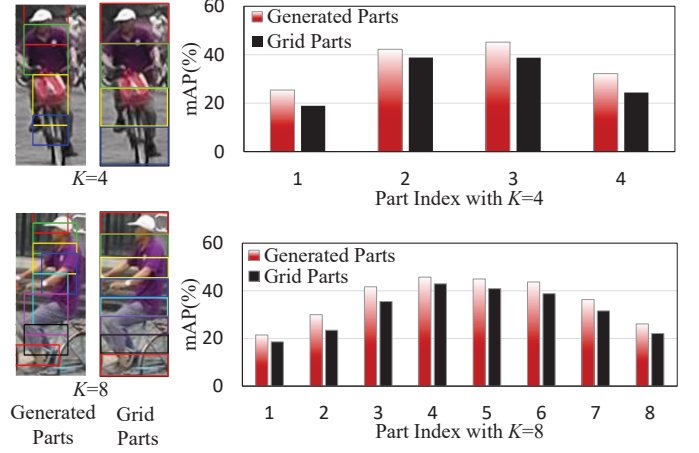 K=4
60
40
20
0
mAP(%)
Generated Parts
Grid Parts
1 2 3 4
Part Index with K=4
K=8
Generated Parts
Grid Parts
60
40
20
0
mAP(%)
Generated Parts
Grid Parts
1 2 3 4 5 6 7 8
Part Index with K=8